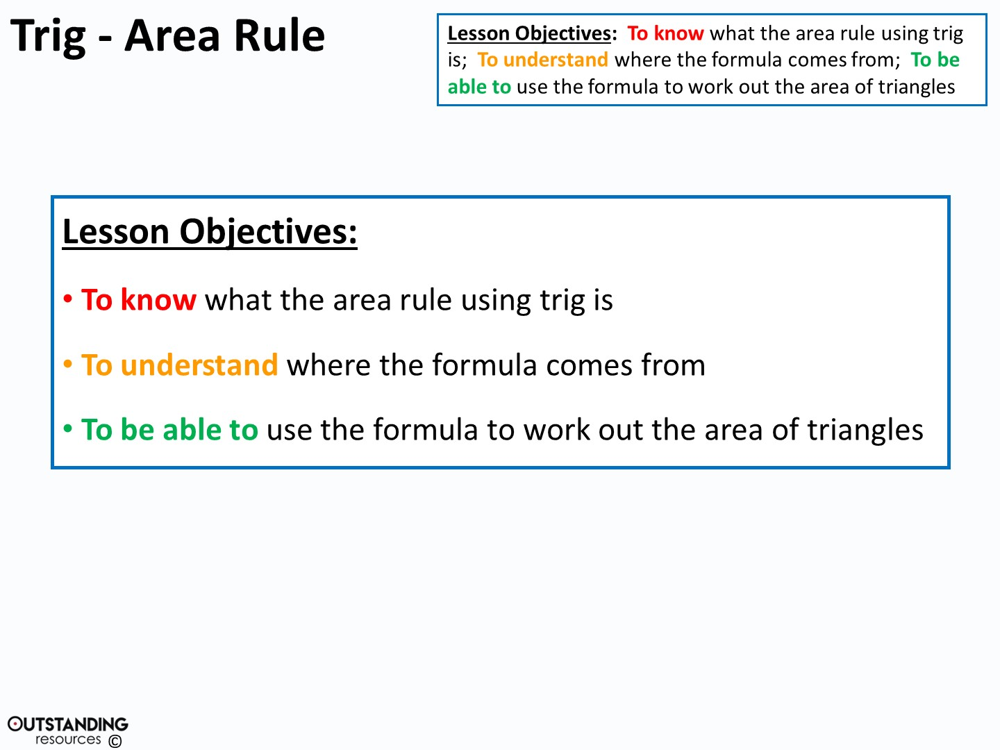 Trig - Area Rule
Lesson Objectives: To know what the area rule using trig
is; To understand where the formula comes from; To be
able to use the formula to work out the area of triangles
Lesson Objectives:
• To know what the area rule using trig is
• To understand where the formula comes from
• To be able to use the formula to work out the area of triangles
OUTSTANDING
resources ©